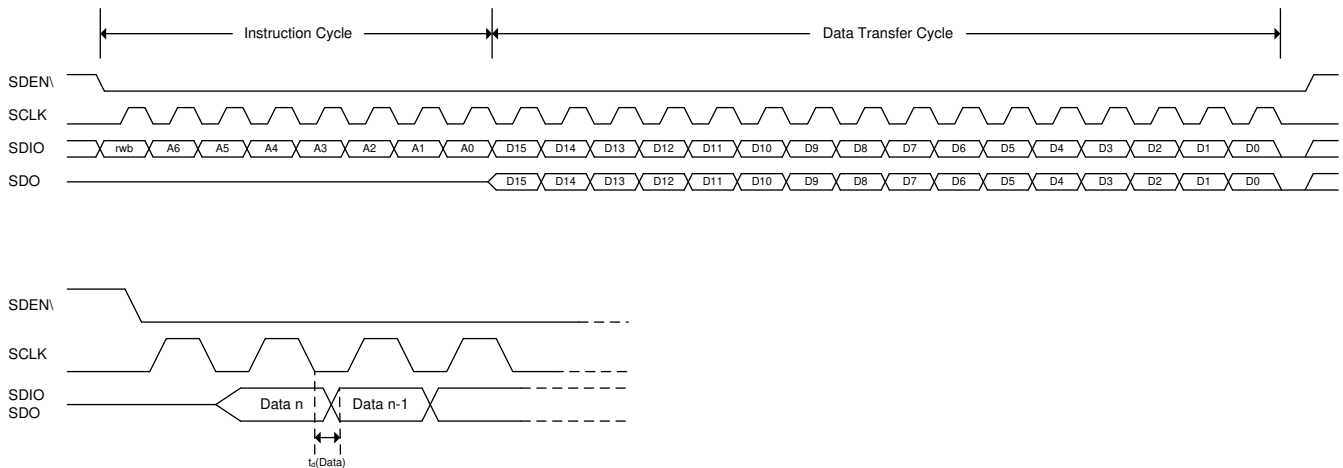 Instruction Cycle Data Transfer Cycle
SDEN\
SCLK
SDIO rwb A6 A5 A4 A3 A2 A1 A0 D15 D14 D13 D12 D11 D10 D9 D8 D7 D6 D5 D4 D3 D2 D1 D0
SDO D15 D14 D13 D12 D11 D10 D9 D8 D7 D6 D5 D4 D3 D2 D1 D0
SDEN\
SCLK
SDIO
SDO
Data n Data n-1
td(Data)